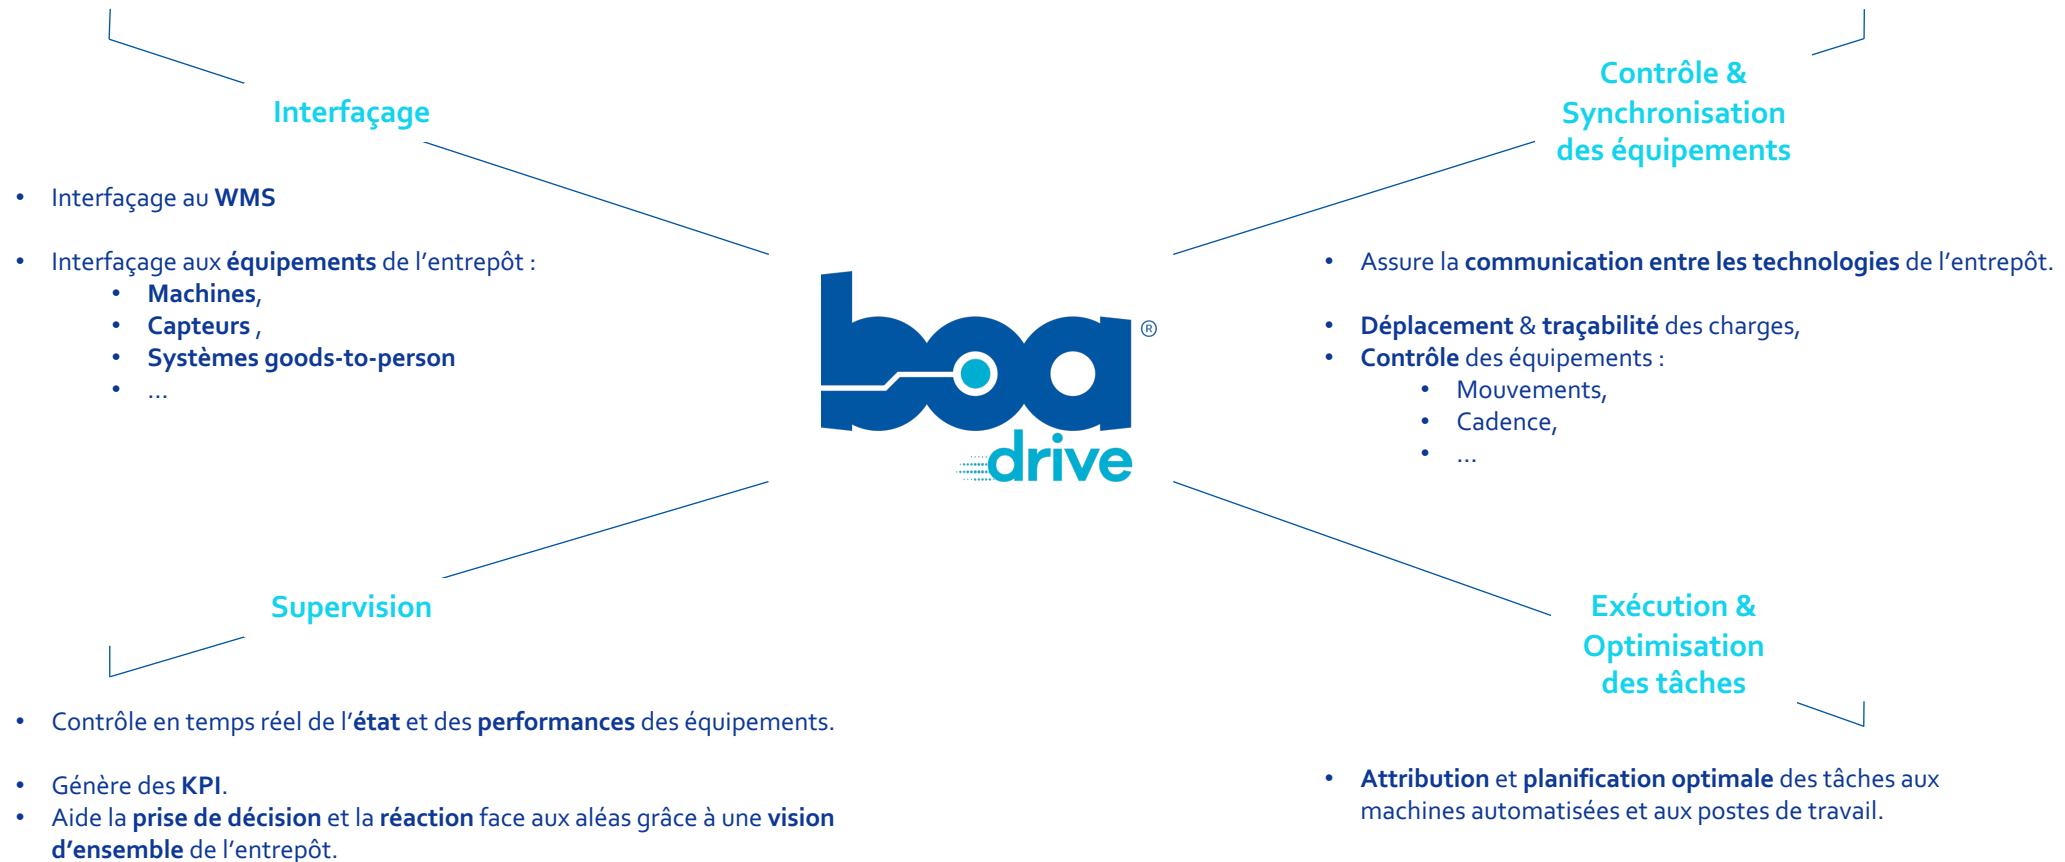 Interfaçage
• Interfaçage au WMS
• Interfaçage aux équipements de l'entrepôt :
• Machines,
• Capteurs ,
• Systèmes goods-to-person
• ...
Contrôle &
Synchronisation
des équipements
• Assure la communication entre les technologies de l'entrepôt.
• Déplacement & traçabilité des charges,
• Contrôle des équipements :
• Mouvements,
• Cadence,
• ...
boa ®
drive
Supervision
• Contrôle en temps réel de l’état et des performances des équipements.
• Génère des KPI.
• Aide la prise de décision et la réaction face aux aléas grâce à une vision
d’ensemble de l'entrepôt.
Exécution &
Optimisation
des tâches
• Attribution et planification optimale des tâches aux
machines automatisées et aux postes de travail.